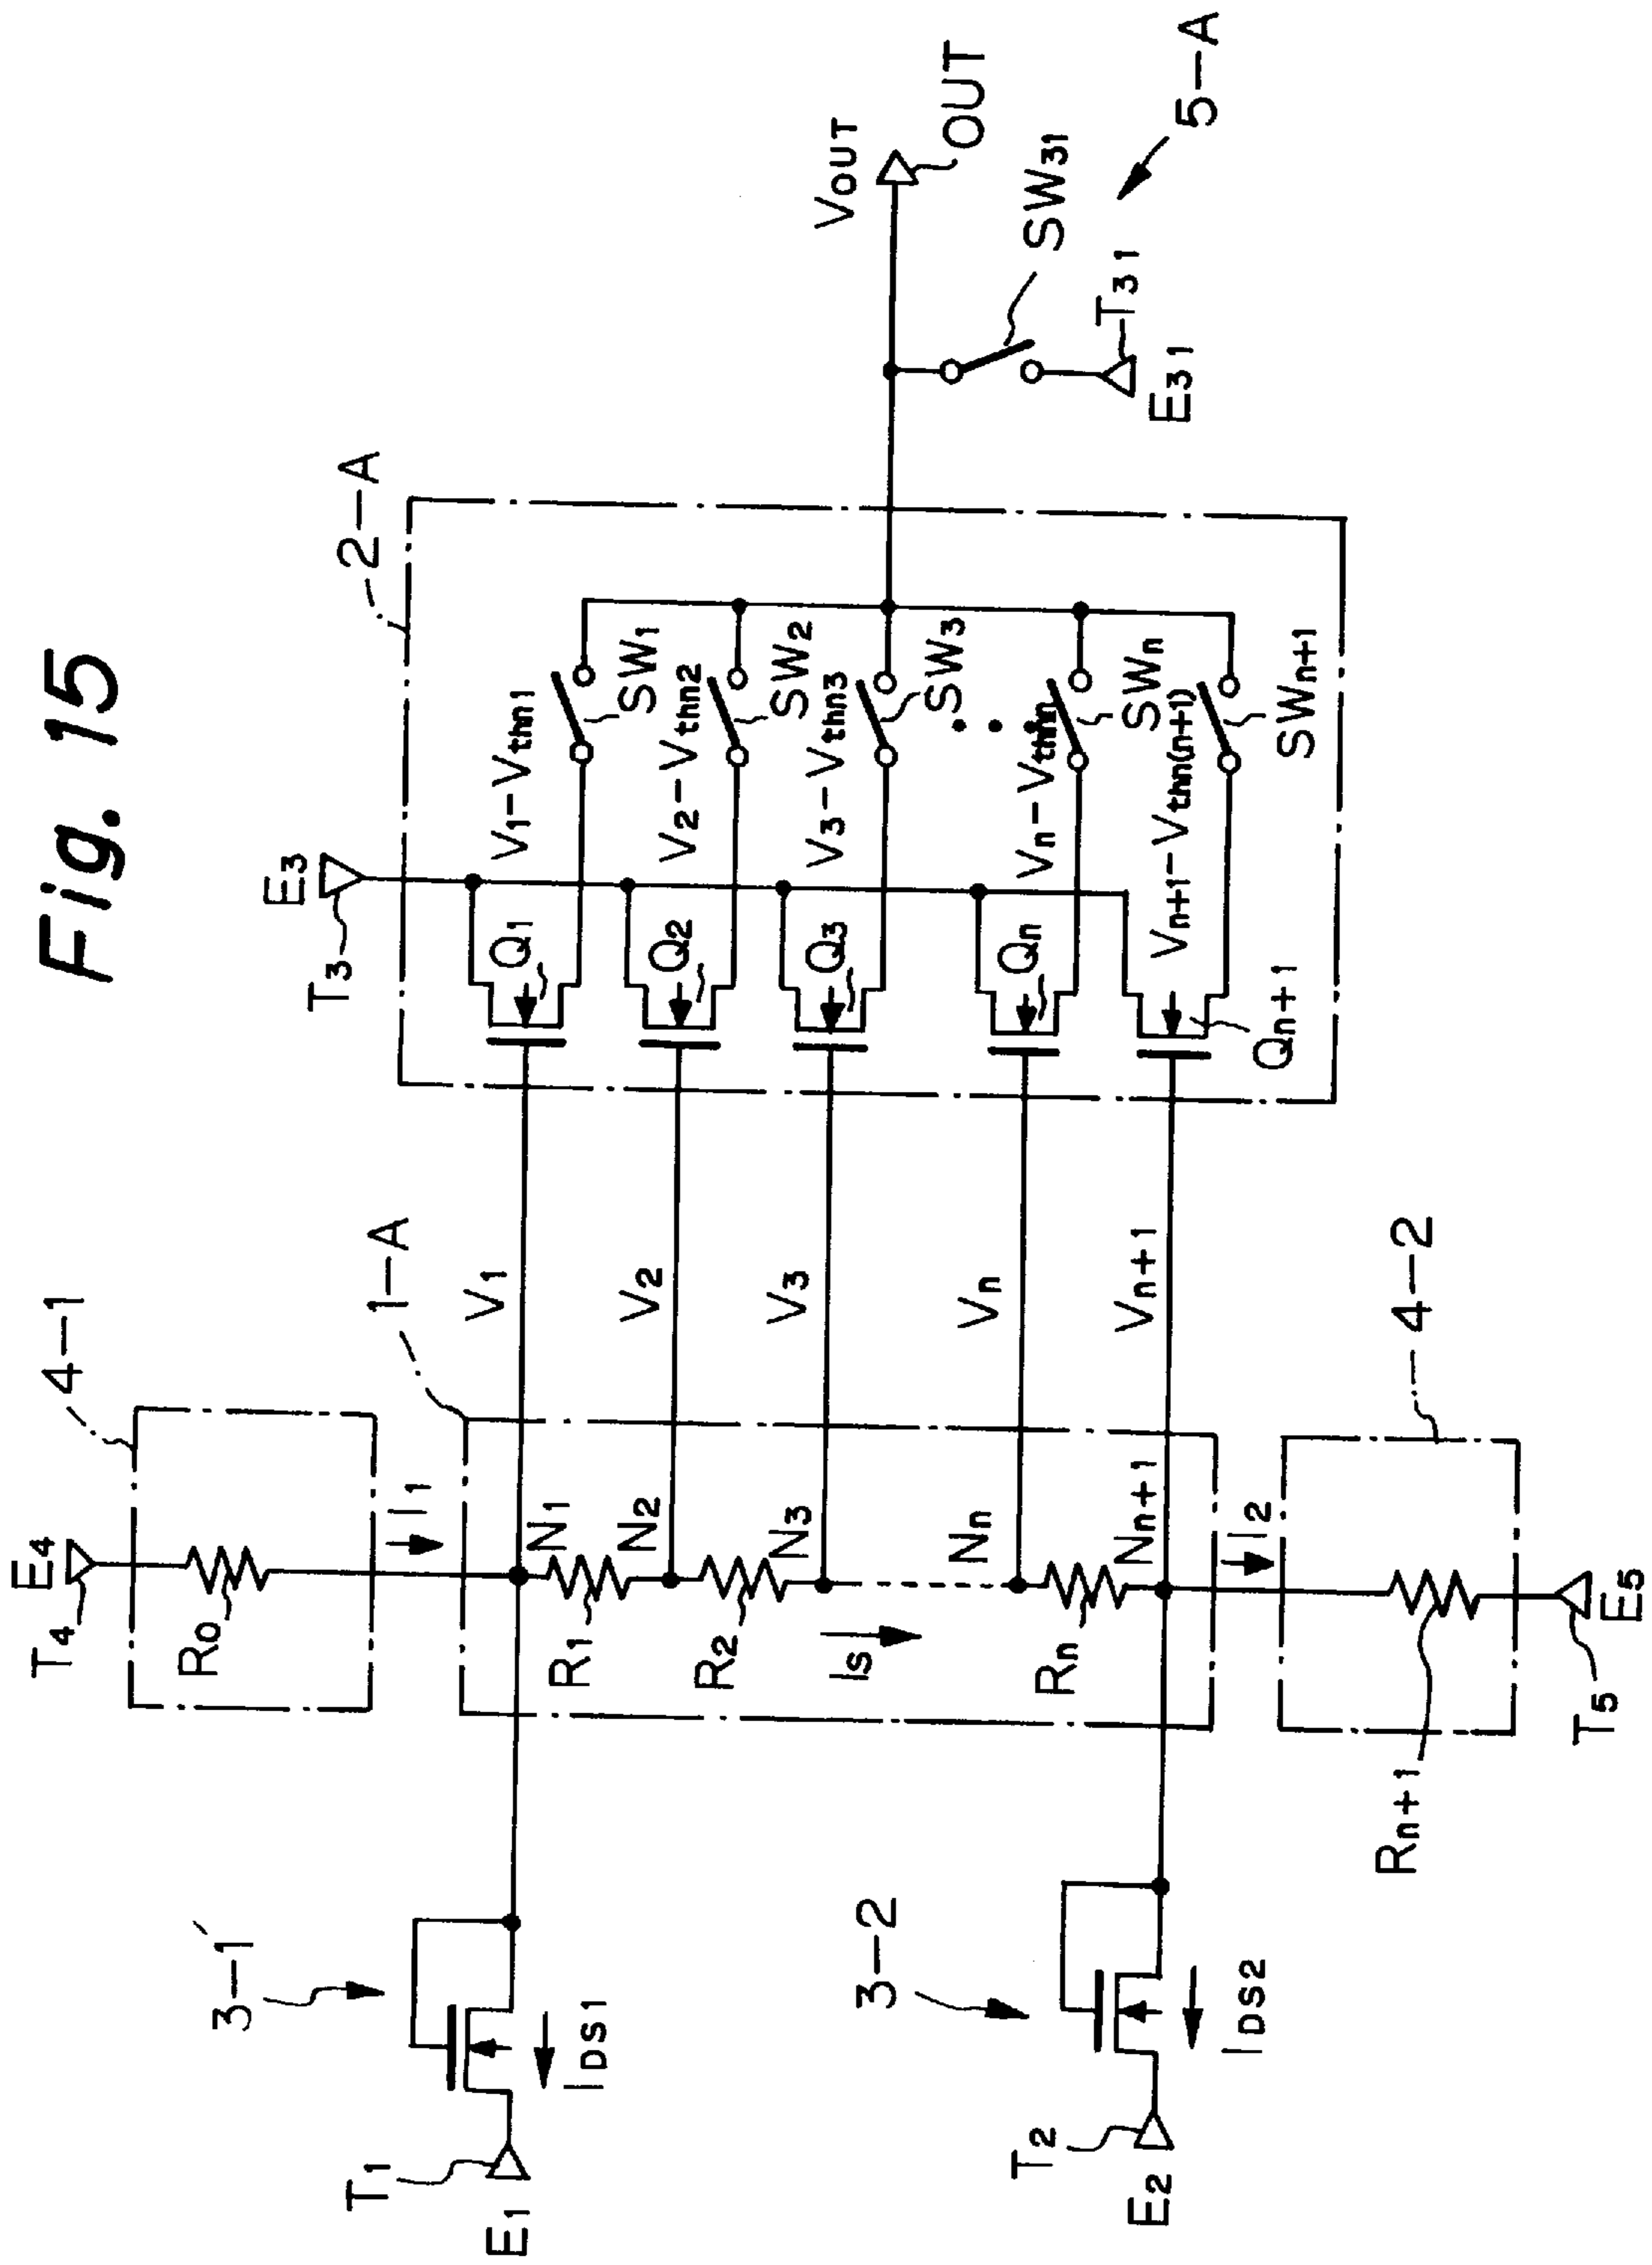 Fig. 15
E4
T4
4-1
R0
I1
1-A
E3
T3
2-A
3-1'
T1
E1
IDS1
N1
V1
Q1
V1-Vthn1
SW1
R1
N2
V2
Q2
V2-Vthn2
SW2
R2
N3
V3
Q3
V3-Vthn3
SW3
VOUT
OUT
IS
SW31
T31
E31
5-A
Nn
Vn
Qn
Vn-Vthnn
SWn
3-2
T2
E2
IDS2
Rn
Nn+1
Vn+1
Qn+1
Vn+1-Vthn(n+1)
SWn+1
I2
4-2
Rn+1
T5
E5